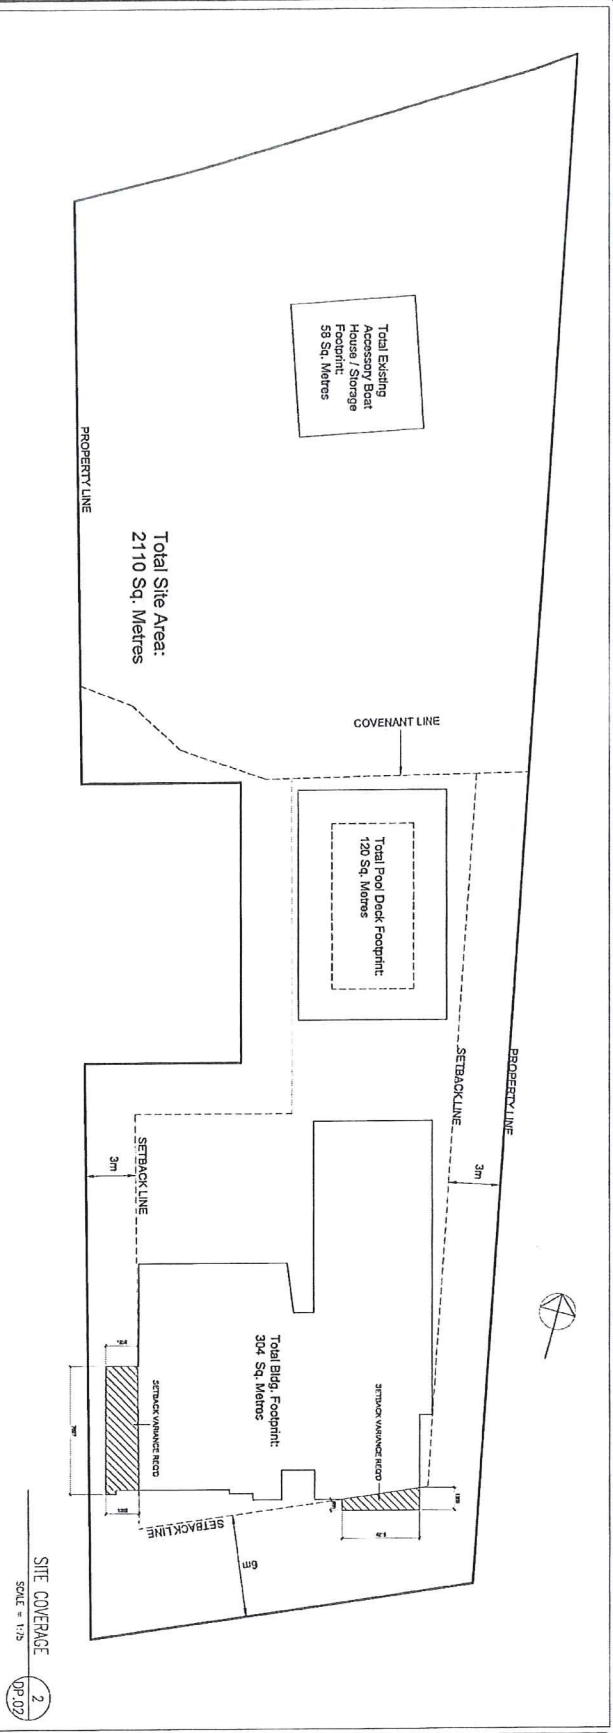 Total Existing
Accessory Boat
House / Storage
Footprint:
58 Sq. Metres
PROPERTY LINE
Total Site Area:
2110 Sq. Metres
COVENANT LINE
Total Pool Deck Footprint:
120 Sq. Metres
SETBACK LINE
PROPERTY LINE
3m
SETBACK LINE
3m
Total Bldg. Footprint:
304 Sq. Metres
SETBACK VARIANCE REQ'D
SETBACK VARIANCE REQ'D
SETBACK LINE
6m
SITE COVERAGE
SCALE = 1:75
2
DP.02